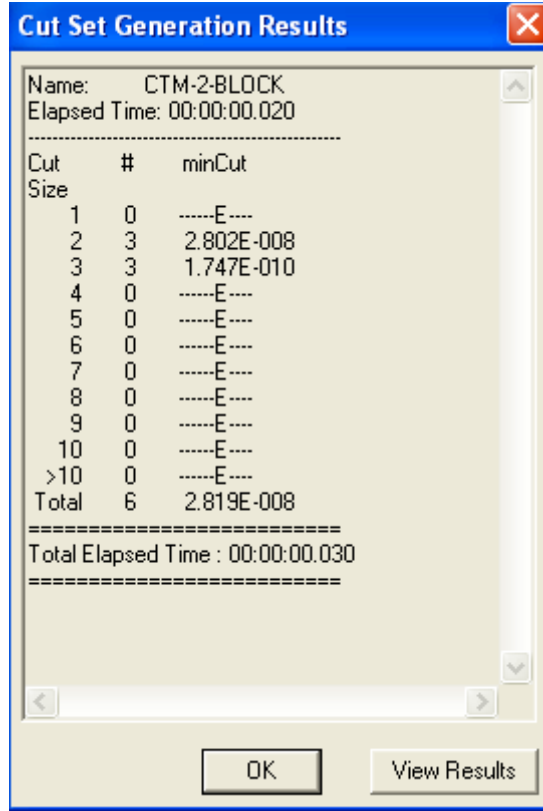 Cut Set Generation Results
Name: CTM-2-BLOCK
Elapsed Time: 00:00:00.020
----------------------------------------------------
Cut # minCut
Size
1 0 ------E----
2 3 2.802E-008
3 3 1.747E-010
4 0 ------E----
5 0 ------E----
6 0 ------E----
7 0 ------E----
8 0 ------E----
9 0 ------E----
10 0 ------E----
>10 0 ------E----
Total 6 2.819E-008
==========================
Total Elapsed Time : 00:00:00.030
==========================
OK View Results